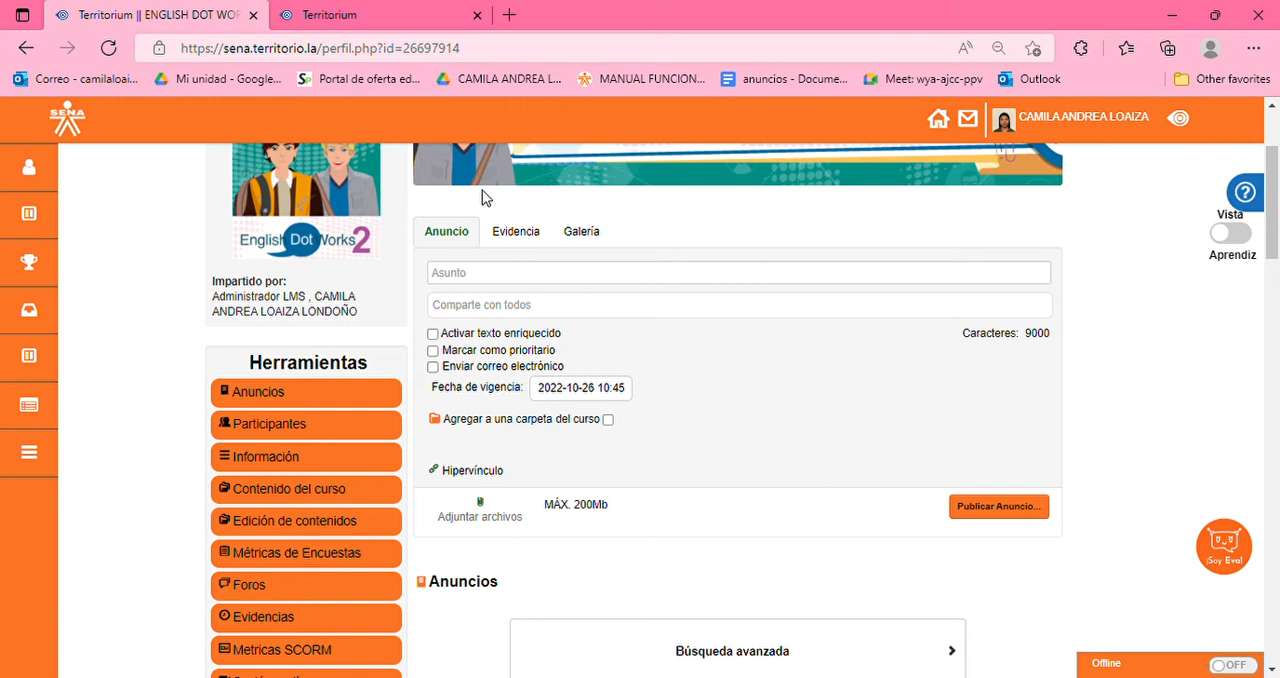 Territorium || ENGLISH DOT WOR
Territorium
https://sena.territorio.la/perfil.php?id=26697914
Correo - camilaloai...
Mi unidad - Google...
Portal de oferta ed...
CAMILA ANDREA L...
MANUAL FUNCION...
anuncios - Docume...
Meet: wya-ajcc-ppv
Outlook
Other favorites
SENA
CAMILA ANDREA LOAIZA
English Dot Works 2
Impartido por:
Administrador LMS , CAMILA
ANDREA LOAIZA LONDOÑO
Herramientas
Anuncios
Participantes
Información
Contenido del curso
Edición de contenidos
Métricas de Encuestas
Foros
Evidencias
Metricas SCORM
Anuncio
Evidencia
Galería
Asunto
Comparte con todos
Activar texto enriquecido
Caracteres: 9000
Marcar como prioritario
Enviar correo electrónico
Fecha de vigencia: 2022-10-26 10:45
Agregar a una carpeta del curso
Hipervínculo
Adjuntar archivos
MÁX. 200Mb
Publicar Anuncio...
Anuncios
Búsqueda avanzada
Vista
Aprendiz
¡Soy Eva!
Offline
OFF